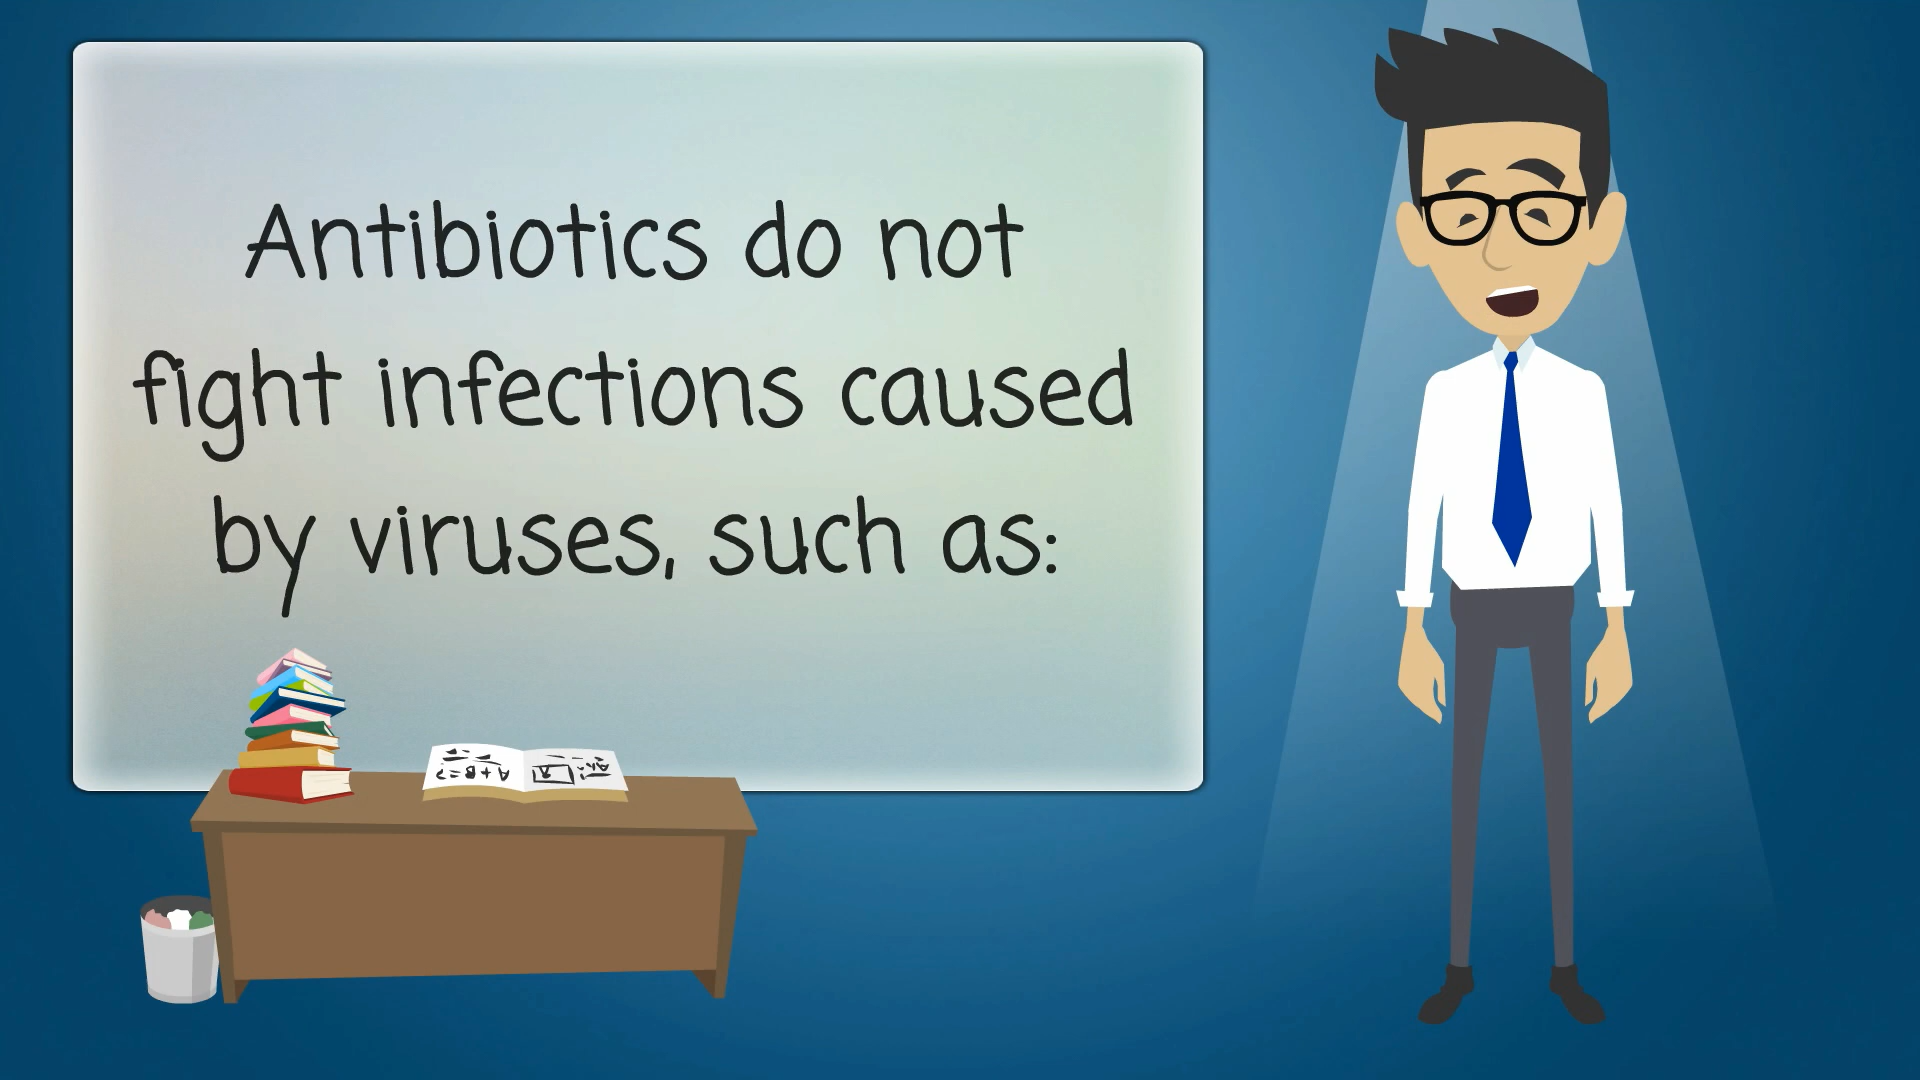 Antibiotics do not
fight infections caused
by viruses, such as: